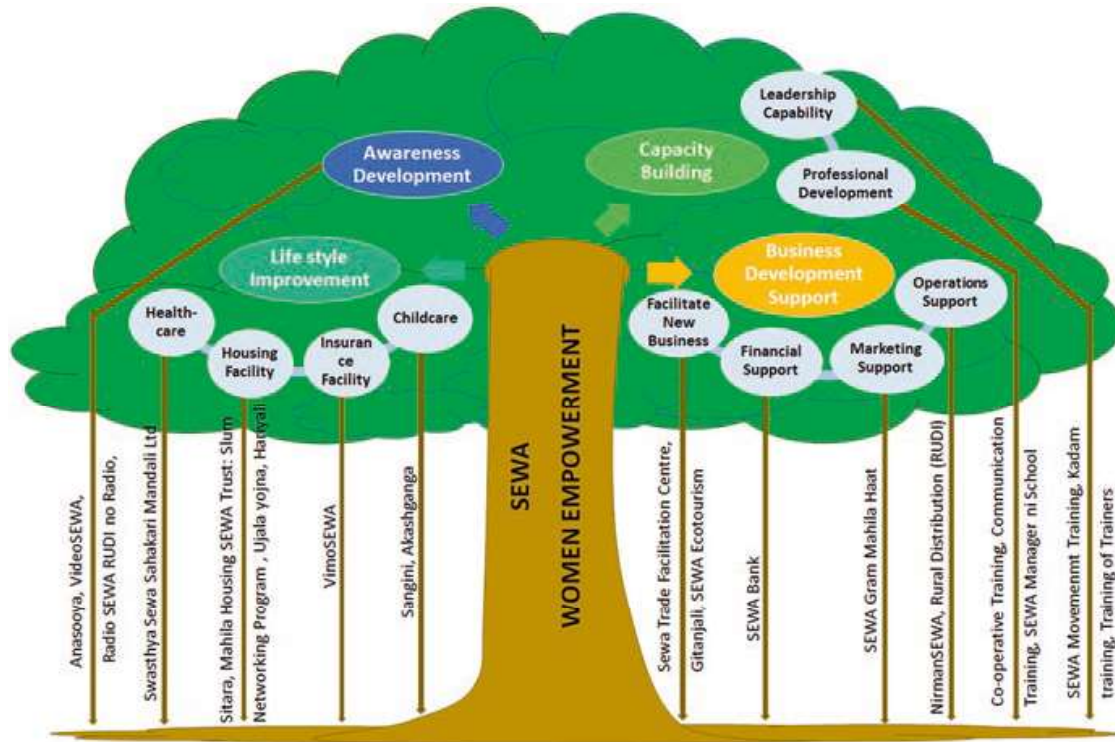 Leadership
Capability
Awareness
Development
Capacity
Building
Professional
Development
Life style
Improvement
Business
Development
Support
Operations
Support
Health-
care
Childcare
Facilitate
New
Business
Housing
Facility
Insuran
ce
Facility
Financial
Support
Marketing
Support
SEWA
WOMEN EMPOWERMENT
Anasooya, VideoSEWA,
Radio SEWA RUDI no Radio,
Swasthya Sewa Sahakari Mandali Ltd
Sitara, Mahila Housing SEWA Trust: Slum
Networking Program , Ujala yojna, Hariyali
VimoSEWA
Sangini, Akashganga
Sewa Trade Facilitation Centre,
Gitanjali, SEWA Ecotourism
SEWA Bank
SEWA Gram Mahila Haat
NirmanSEWA, Rural Distribution (RUDI)
Co-operative Training, Communication
Training, SEWA Manager ni School
SEWA Movemenmt Training, Kadam
training, Training of Trainers